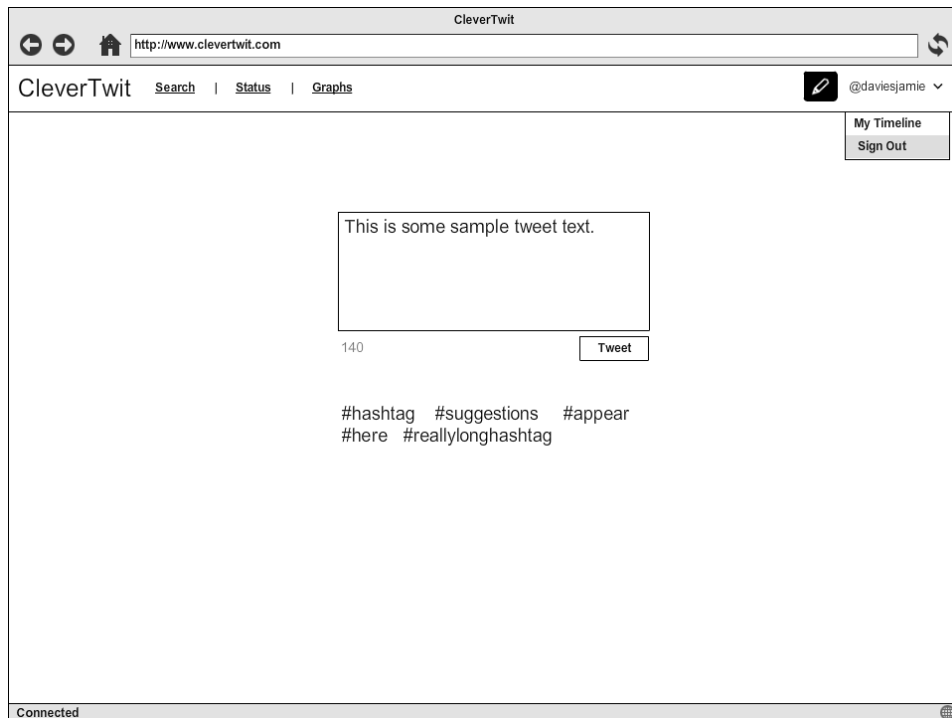 CleverTwit
http://www.clevertwit.com
CleverTwit Search | Status | Graphs @daviesjamie
My Timeline
Sign Out
This is some sample tweet text.
140 Tweet
#hashtag #suggestions #appear
#here #reallylonghashtag
Connected